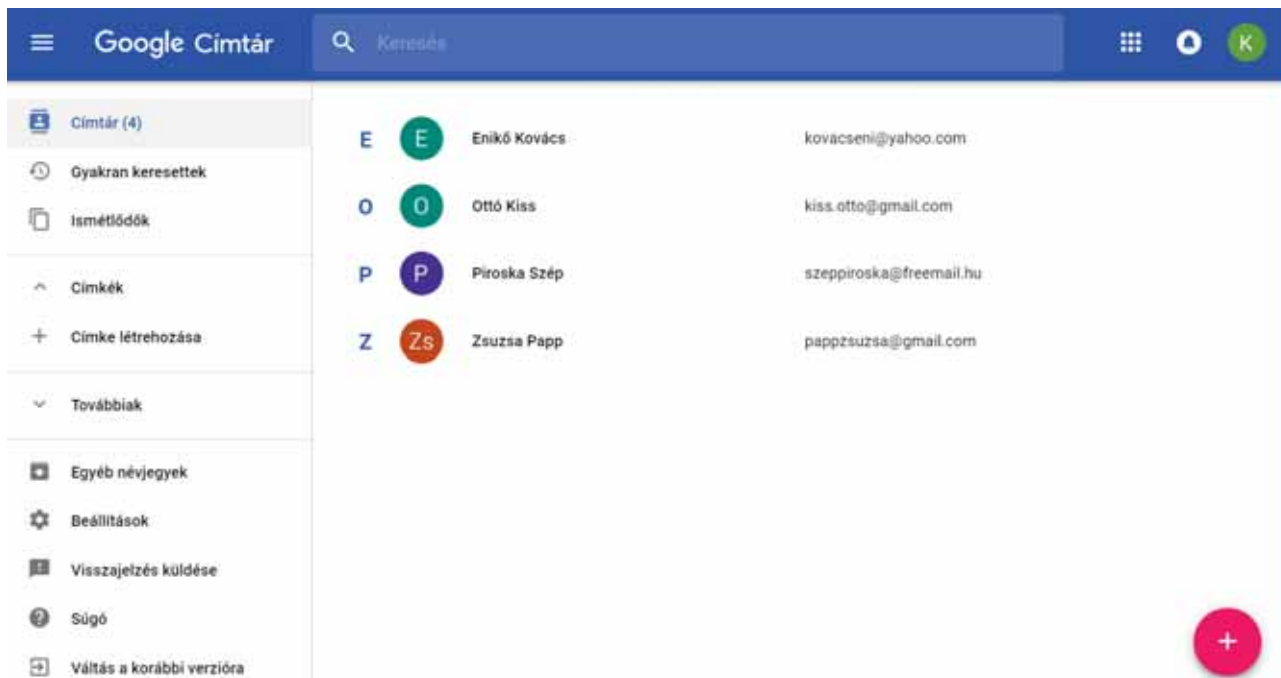 Google Címtár
Keresés
K
Címtár (4)
Gyakran keresettek
Ismétlődők
Címkék
Címke létrehozása
Továbbiak
Egyéb névjegyek
Beállítások
Visszajelzés küldése
Súgó
Váltás a korábbi verzióra
E E Enikő Kovács kovacseni@yahoo.com
O O Ottó Kiss kiss.otto@gmail.com
P P Piroska Szép szeppiroska@freemail.hu
Z Zs Zsuzsa Papp pappzsuzsa@gmail.com